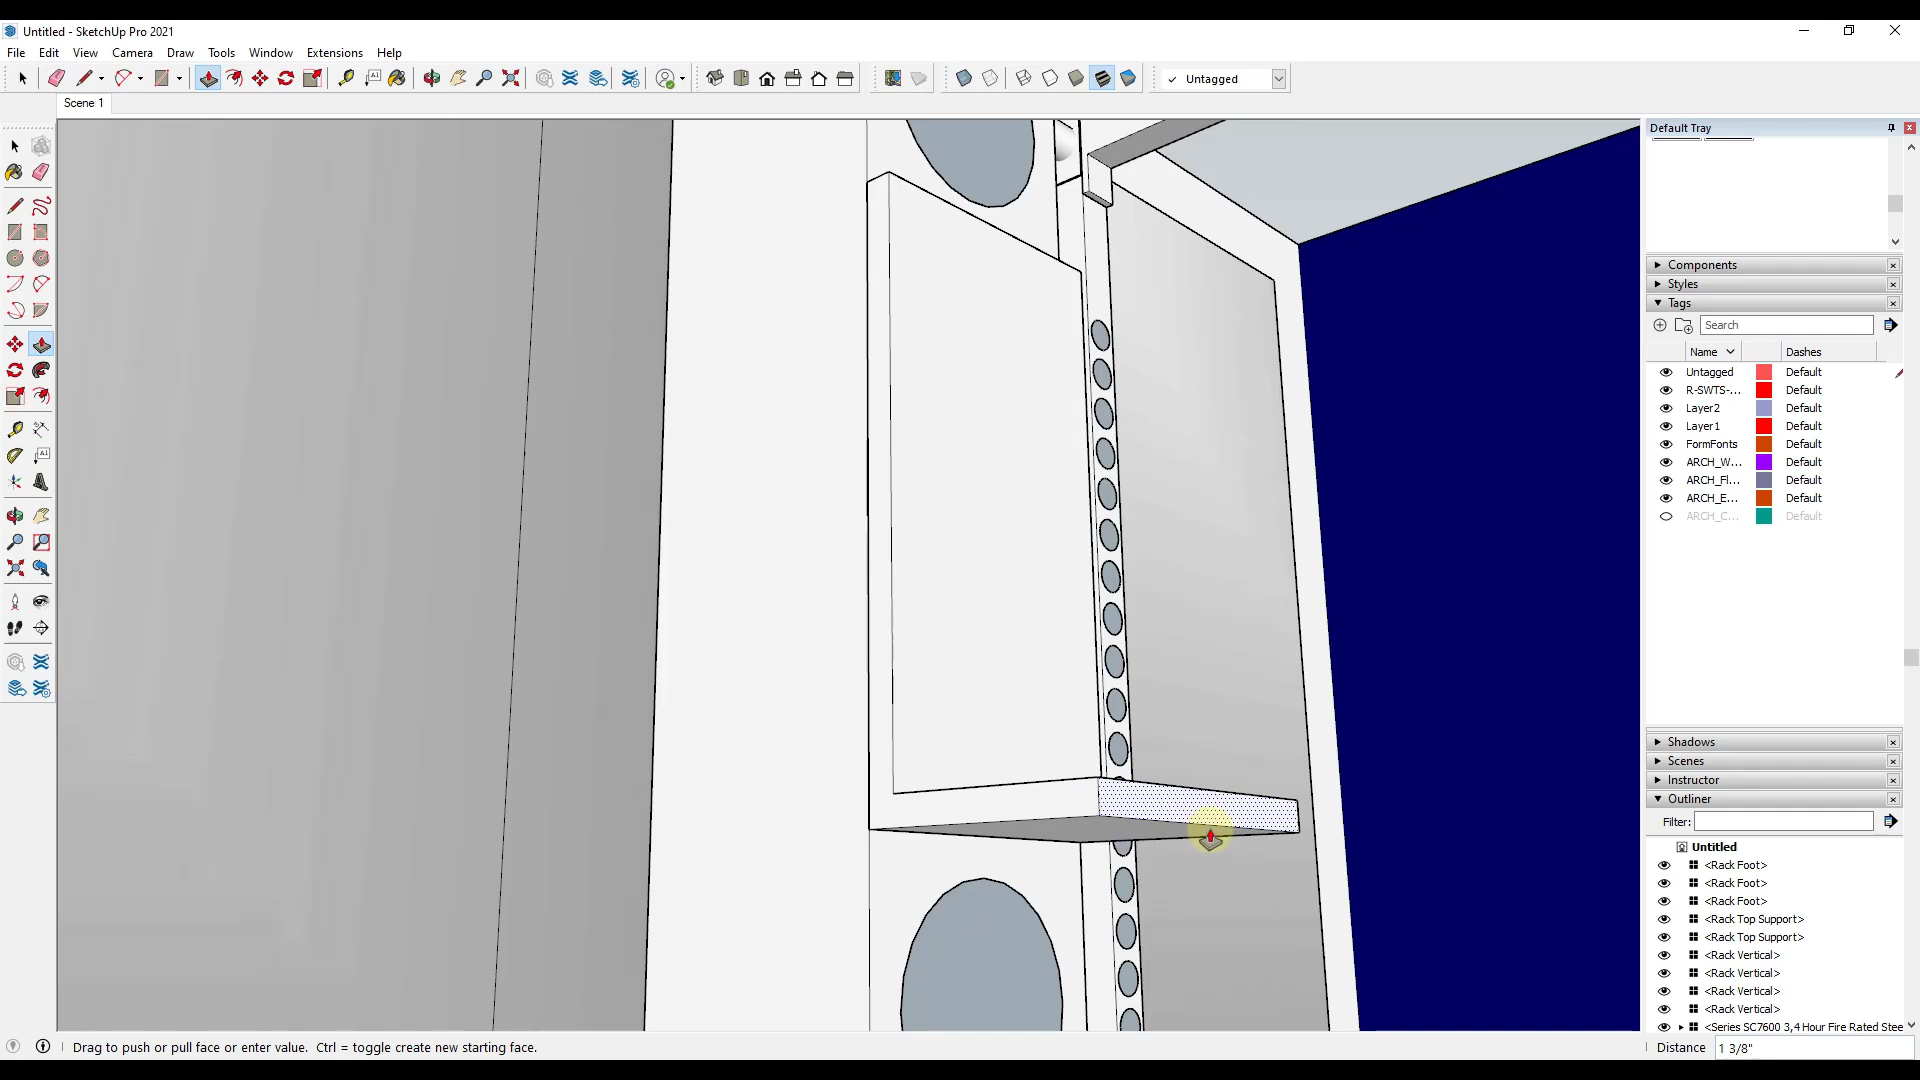 Untitled - SketchUp Pro 2021
File Edit View Camera Draw Tools Window Extensions Help
A1
✓ Untagged
Scene 1
Default Tray
Components
Styles
Tags
Search
Name Dashes
Untagged Default
R-SWTS-... Default
Layer2 Default
Layer1 Default
FormFonts Default
ARCH_W... Default
ARCH_Fl... Default
ARCH_E... Default
ARCH_C... Default
A1
Shadows
Scenes
Instructor
Outliner
Filter:
Untitled
<Rack Foot>
<Rack Foot>
<Rack Foot>
<Rack Top Support>
<Rack Top Support>
<Rack Vertical>
<Rack Vertical>
<Rack Vertical>
<Rack Vertical>
<Series SC7600 3,4 Hour Fire Rated Stee
Drag to push or pull face or enter value. Ctrl = toggle create new starting face.
Distance 1 3/8"